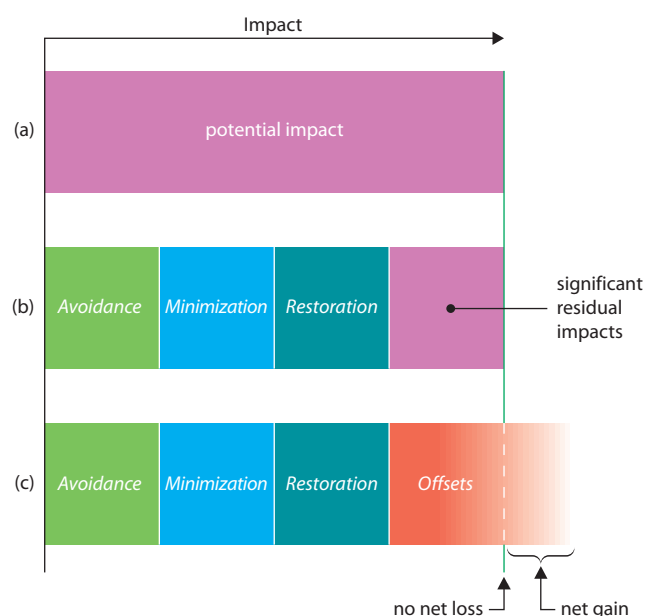 Impact
(a)
potential impact
(b)
Avoidance
Minimization
Restoration
significant
residual
impacts
(c)
Avoidance
Minimization
Restoration
Offsets
no net loss
net gain